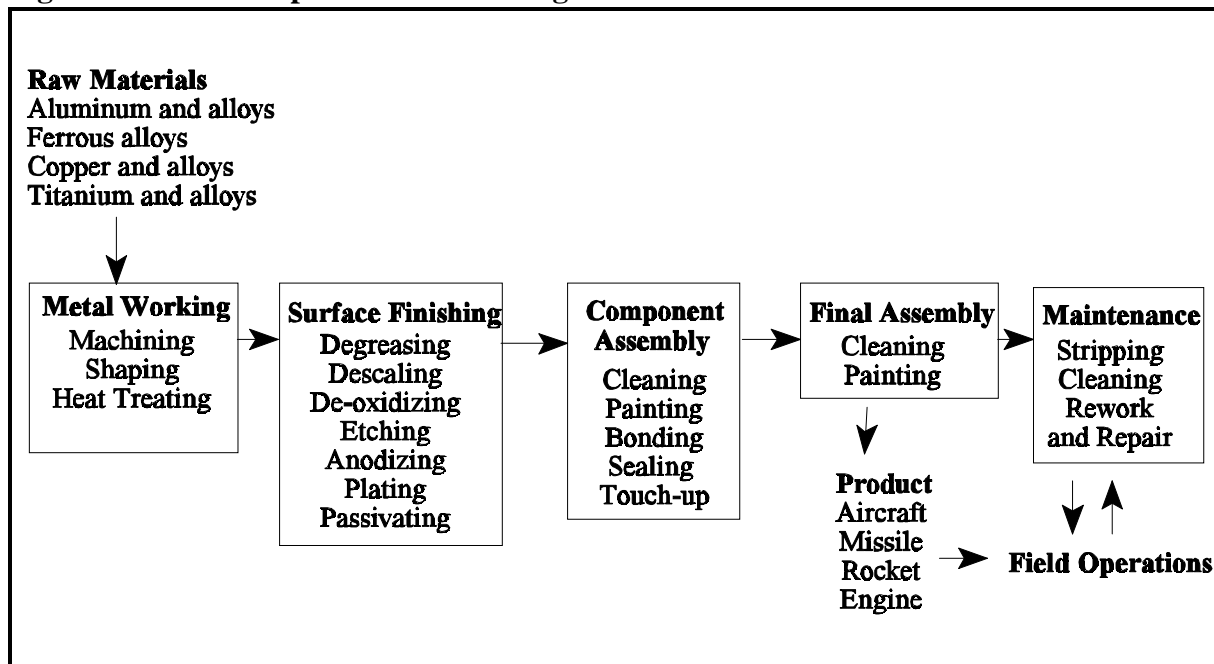 Raw Materials
Aluminum and alloys
Ferrous alloys
Copper and alloys
Titanium and alloys
Metal Working
Machining
Shaping
Heat Treating
Surface Finishing
Degreasing
Descaling
De-oxidizing
Etching
Anodizing
Plating
Passivating
Component
Assembly
Cleaning
Painting
Bonding
Sealing
Touch-up
Final Assembly
Cleaning
Painting
Product
Aircraft
Missile
Rocket
Engine
Maintenance
Stripping
Cleaning
Rework
and Repair
Field Operations